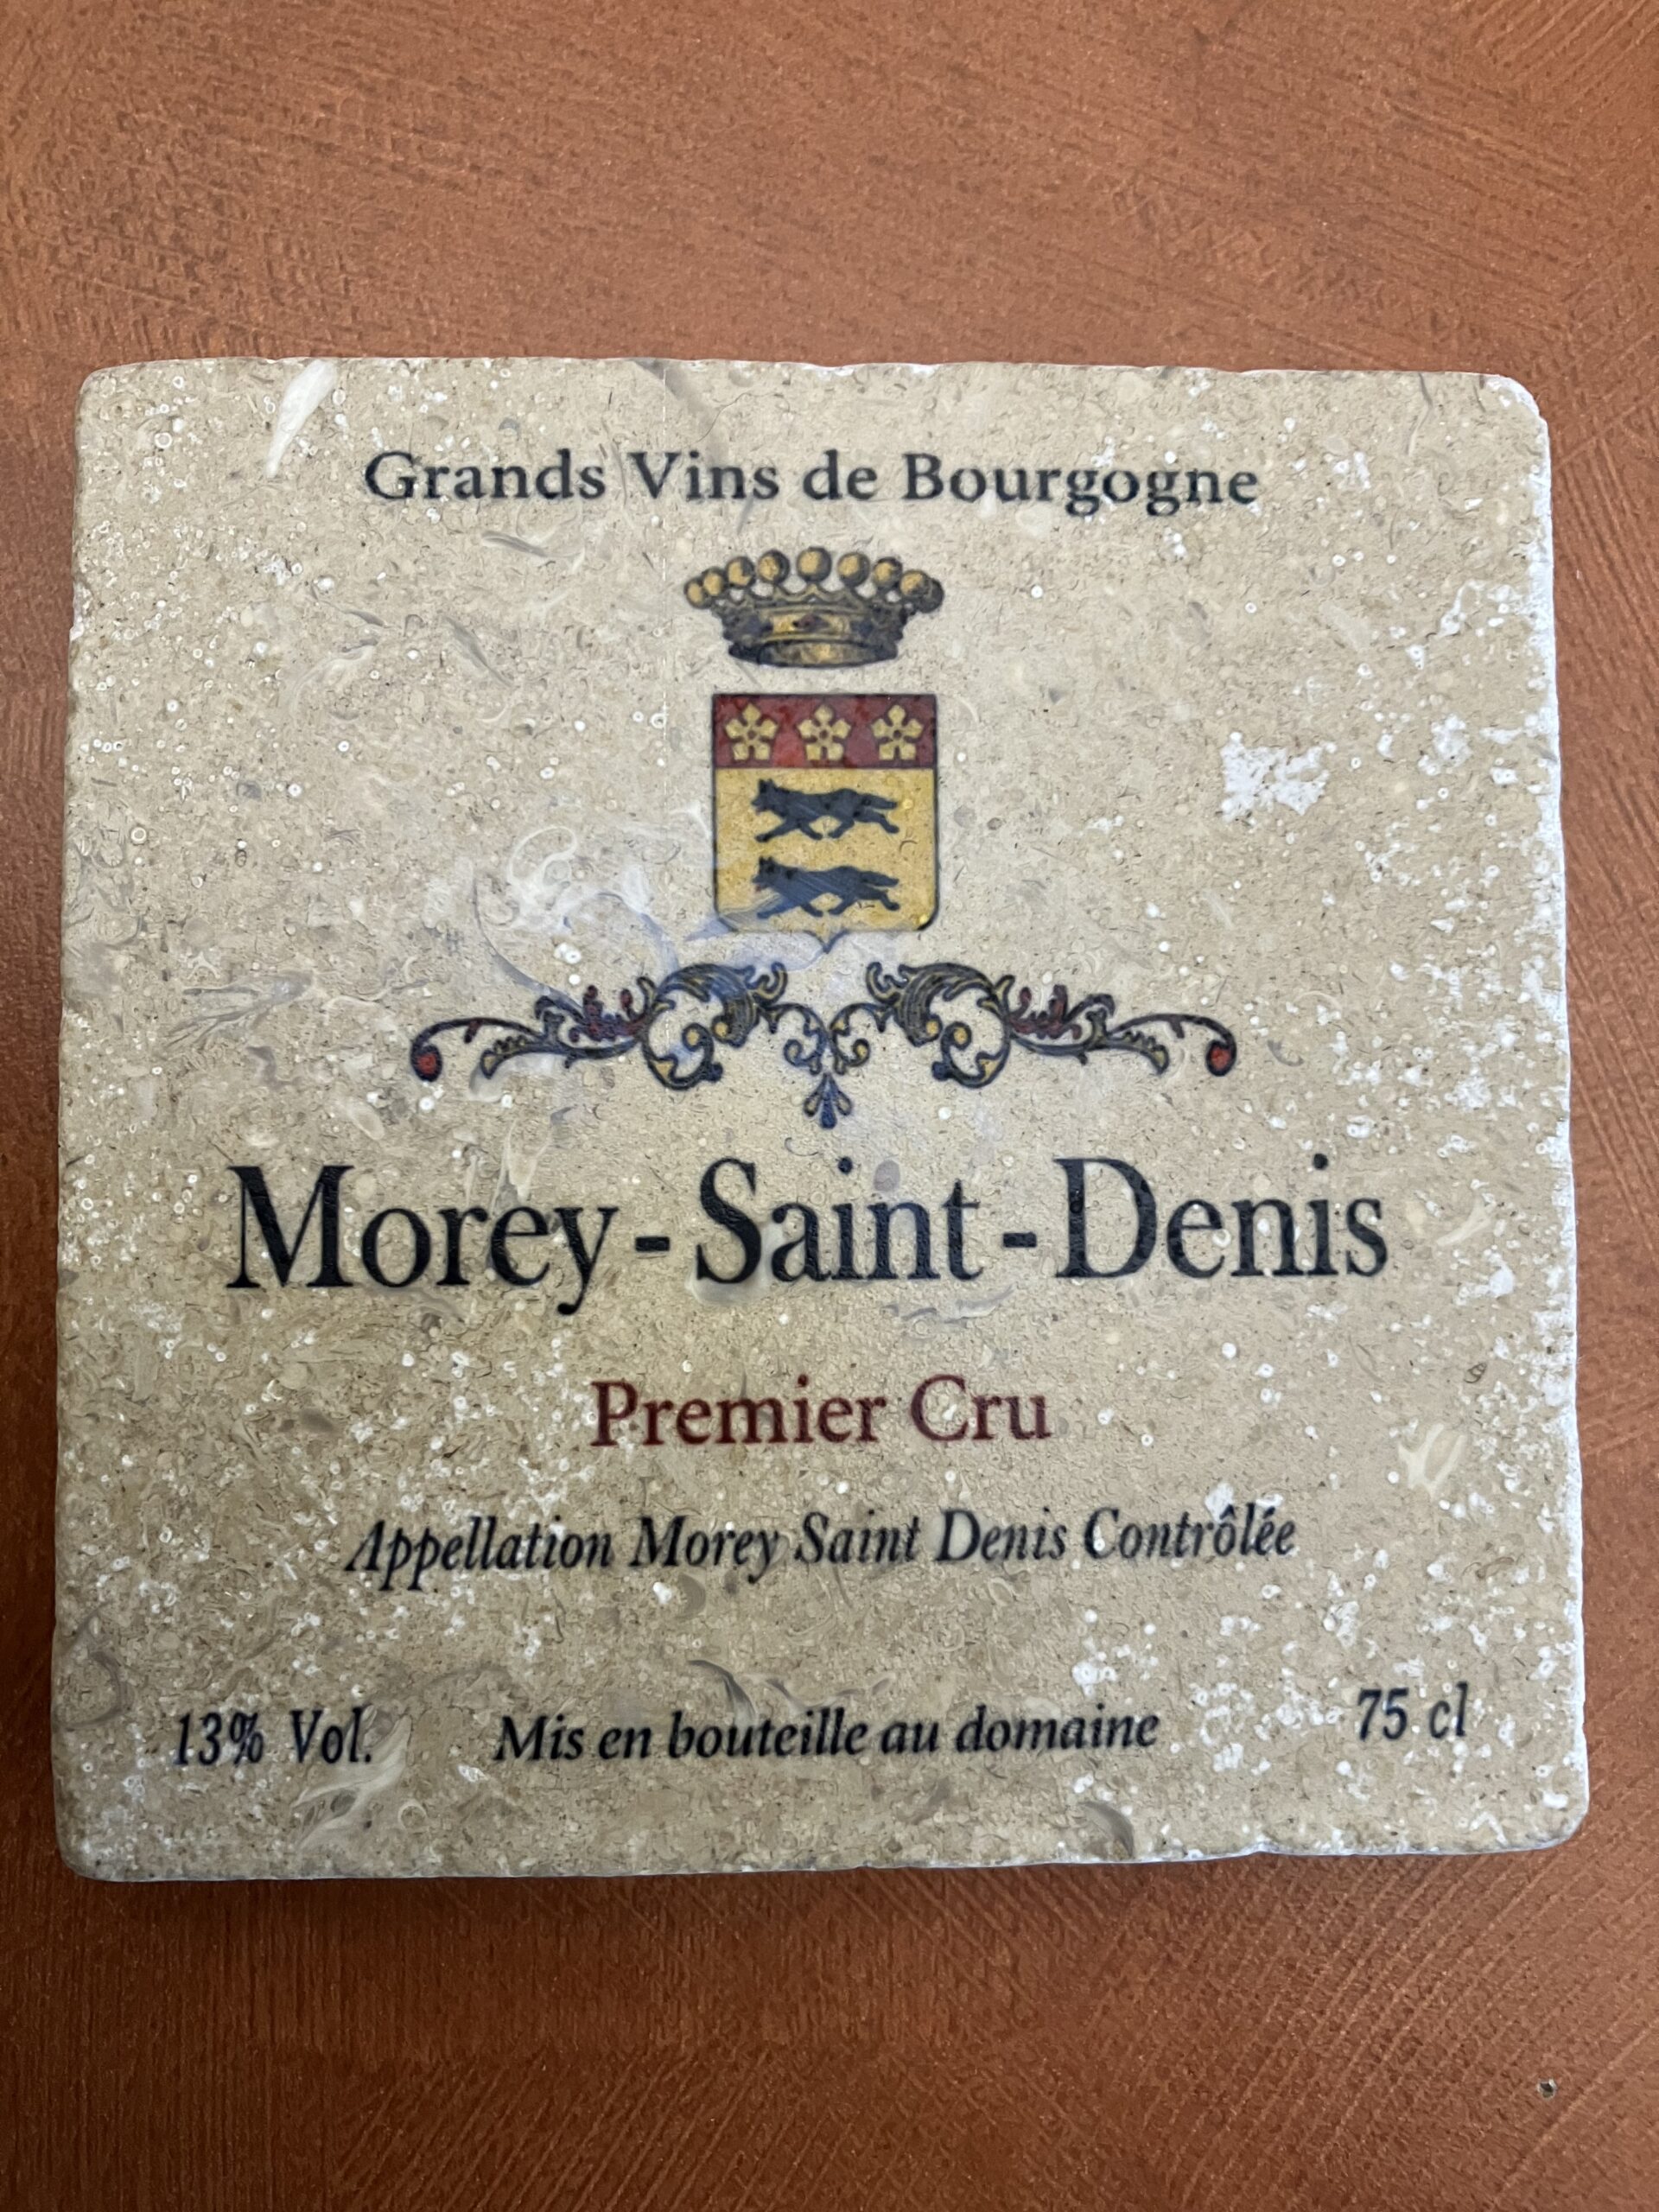 Grands Vins de Bourgogne
Morey-Saint-Denis
Premier Cru
Appellation Morey Saint Denis Contrôlée
13% Vol. Mis en bouteille au domaine 75 cl